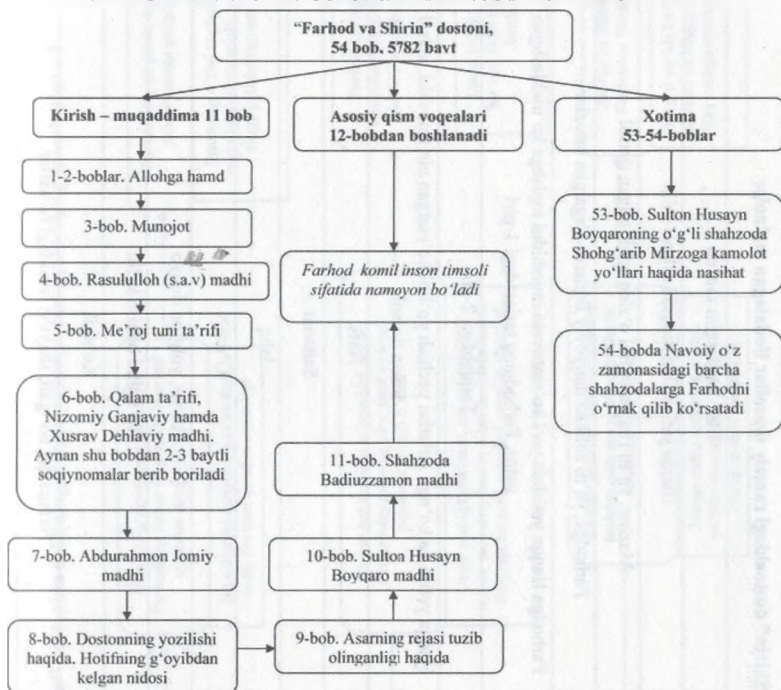 “Farhod va Shirin” dostoni,
54 bob, 5782 bayt
Kirish – muqaddima 11 bob
Asosiy qism voqealari
12-bobdan boshlanadi
Xotima
53-54-boblar
1-2-boblar. Allohga hamd
3-bob. Munojot
4-bob. Rasululloh (s.a.v) madhi
5-bob. Me’roj tuni ta’rifi
6-bob. Qalam ta’rifi,
Nizomiy Ganjaviy hamda
Xusrav Dehlaviy madhi.
Aynan shu bobdan 2-3 baytli
soqiynomalar berib boriladi
7-bob. Abdurahmon Jomiy
madhi
8-bob. Dostonning yozilishi
haqida. Hotifning g‘oyibdan
kelgan nidosi
9-bob. Asarning rejasi tuzib
olinganligi haqida
10-bob. Sulton Husayn
Boyqaro madhi
11-bob. Shahzoda
Badiuzzamon madhi
Farhod komil inson timsoli
sifatida namoyon bo‘ladi
53-bob. Sulton Husayn
Boyqaroning o‘g‘li shahzoda
Shohg‘arib Mirzoga kamolot
yo‘llari haqida nasihat
54-bobda Navoiy o‘z
zamonasidagi barcha
shahzodalarga Farhodni
o‘rnak qilib ko‘rsatadi